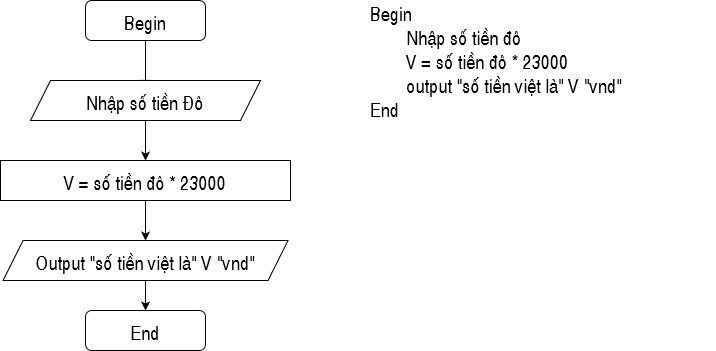 Begin
Nhập số tiền Đô
V = số tiền đô * 23000
Output "số tiền việt là" V "vnd"
End
Begin
Nhập số tiền đô
V = số tiền đô * 23000
output "số tiền việt là" V "vnd"
End